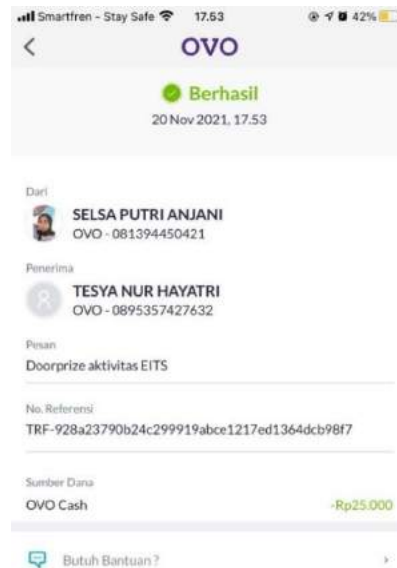 Smartfren - Stay Safe 17.53 42%
OVO
Berhasil
20 Nov 2021, 17.53
Dari
SELSA PUTRI ANJANI
OVO - 081394450421
Penerima
TESYA NUR HAYATRI
OVO - 0895357427632
Pesan
Doorprize aktivitas EITS
No. Referensi
TRF-928a23790b24c299919abce1217ed1364dcb98f7
Sumber Dana
OVO Cash -Rp25.000
Butuh Bantuan?